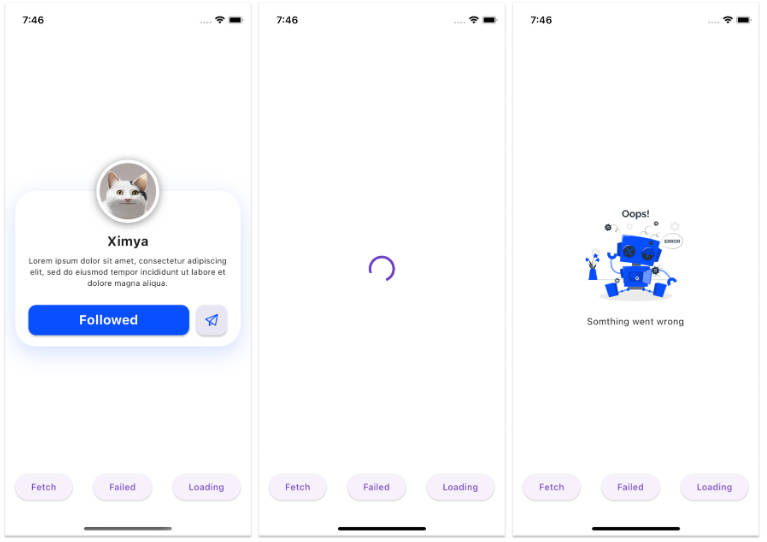 7:46
Ximya
Lorem ipsum dolor sit amet, consectetur adipiscing
elit, sed do eiusmod tempor incididunt ut labore et
dolore magna aliqua.
Followed
Fetch
Failed
Loading
7:46
Fetch
Failed
Loading
7:46
Oops!
ERROR
Somthing went wrong
Fetch
Failed
Loading